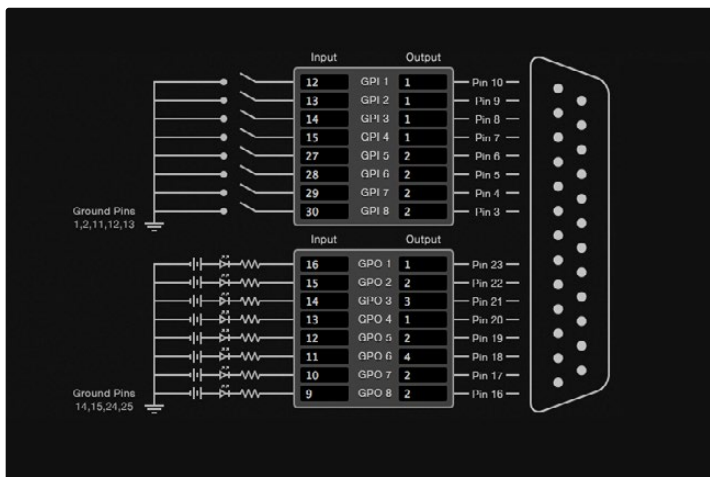 Input Output
12 GPI 1 1 Pin 10
13 GPI 2 1 Pin 9
14 GPI 3 1 Pin 8
15 GPI 4 1 Pin 7
27 GPI 5 2 Pin 6
28 GPI 6 2 Pin 5
29 GPI 7 2 Pin 4
30 GPI 8 2 Pin 3
Ground Pins
1,2,11,12,13
Input Output
16 GPO 1 1 Pin 23
15 GPO 2 2 Pin 22
14 GPO 3 3 Pin 21
13 GPO 4 1 Pin 20
12 GPO 5 2 Pin 19
11 GPO 6 4 Pin 18
10 GPO 7 2 Pin 17
9 GPO 8 2 Pin 16
Ground Pins
14,15,24,25